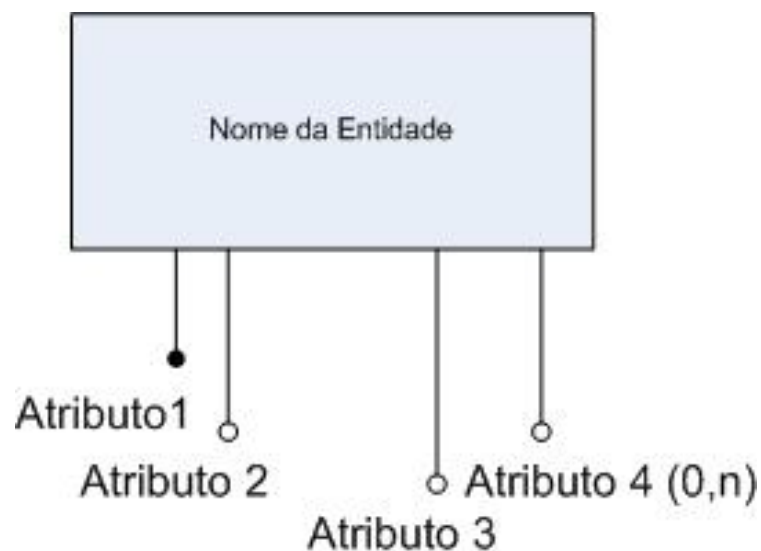 Nome da Entidade
Atributo1
Atributo 2
Atributo 4 (0,n)
Atributo 3